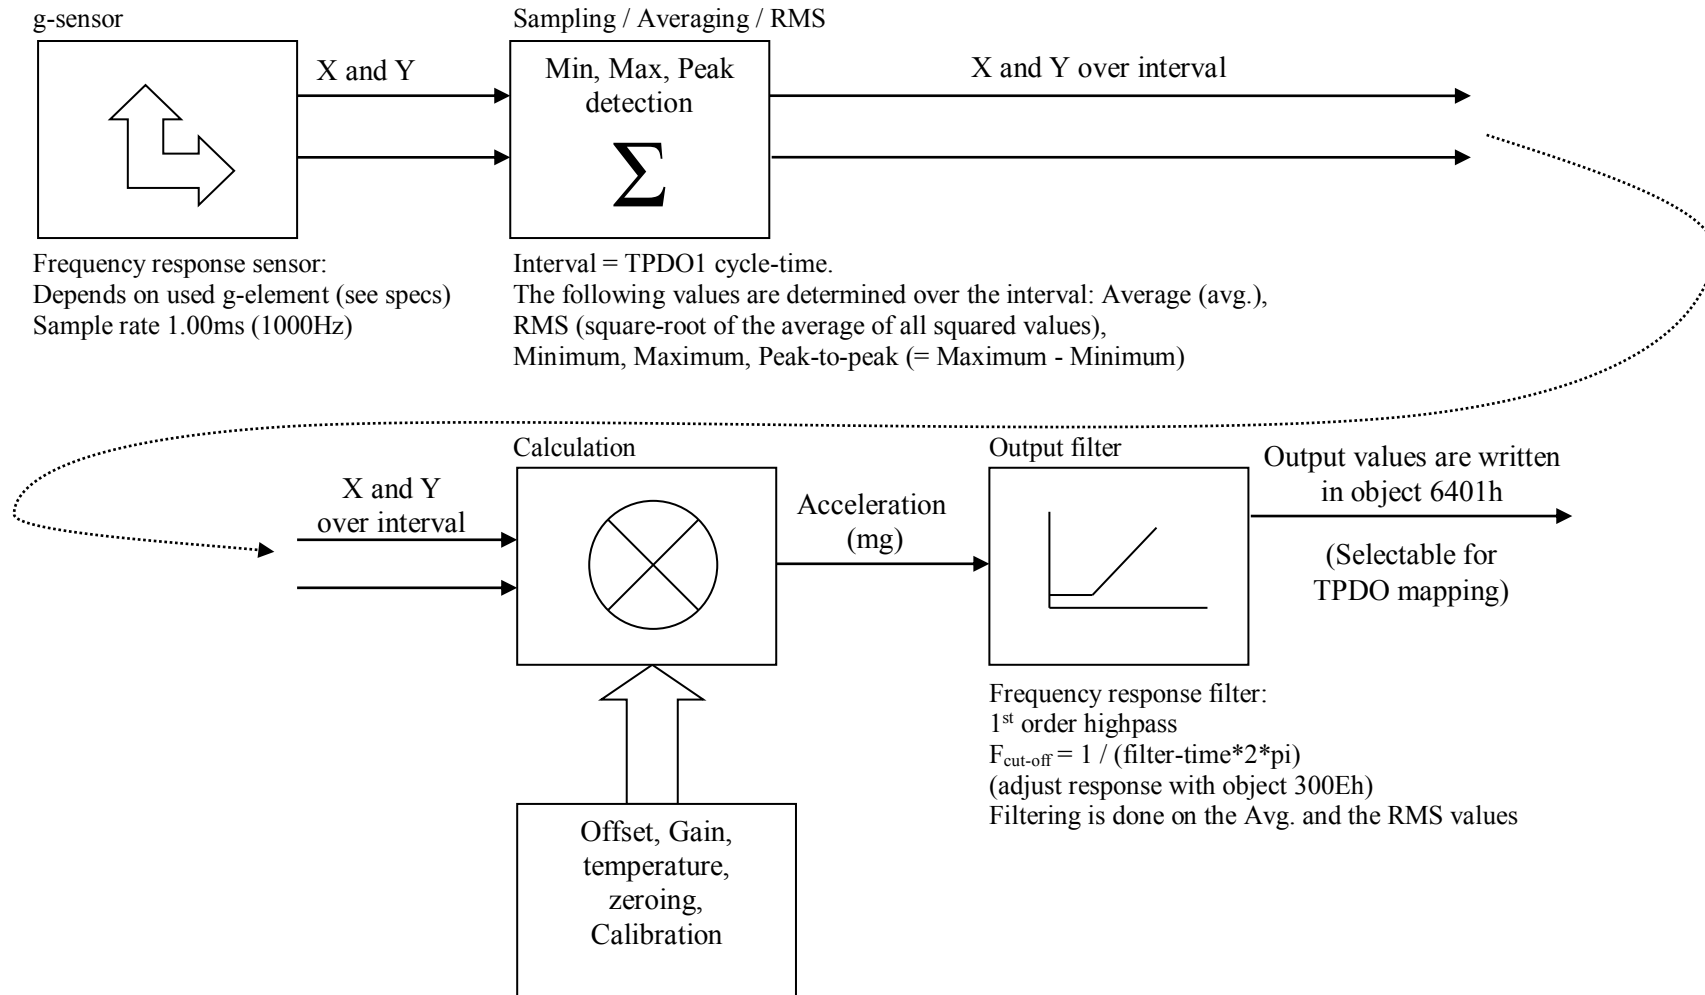 g-sensor
X and Y
Frequency response sensor:
Depends on used g-element (see specs)
Sample rate 1.00ms (1000Hz)
Sampling / Averaging / RMS
Min, Max, Peak
detection
Σ
X and Y over interval
Interval = TPDO1 cycle-time.
The following values are determined over the interval: Average (avg.),
RMS (square-root of the average of all squared values),
Minimum, Maximum, Peak-to-peak (= Maximum - Minimum)
X and Y
over interval
Calculation
Acceleration
(mg)
Offset, Gain,
temperature,
zeroing,
Calibration
Output filter
Output values are written
in object 6401h
(Selectable for
TPDO mapping)
Frequency response filter:
1st order highpass
Fcut-off = 1 / (filter-time*2*pi)
(adjust response with object 300Eh)
Filtering is done on the Avg. and the RMS values